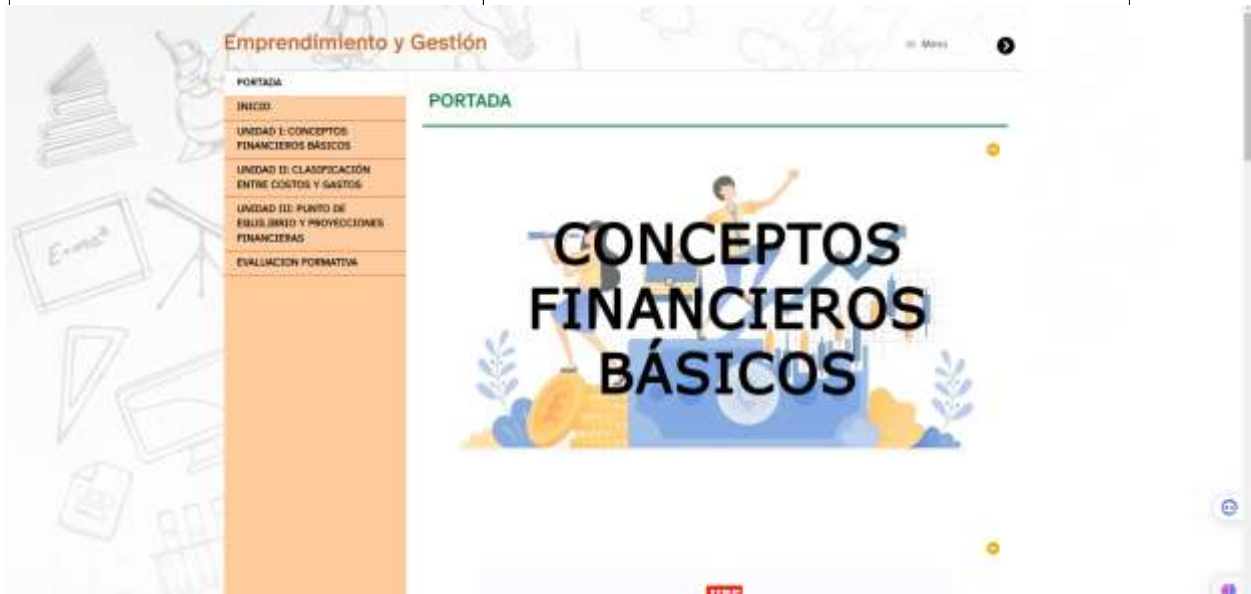 Emprendimiento y Gestión
Menú
PORTADA
INICIO
UNIDAD I: CONCEPTOS
FINANCIEROS BÁSICOS
UNIDAD II: CLASIFICACIÓN
ENTRE COSTOS Y GASTOS
UNIDAD III: PUNTO DE
EQUILIBRIO Y PROYECCIONES
FINANCIERAS
EVALUACION FORMATIVA
PORTADA
CONCEPTOS
FINANCIEROS
BÁSICOS